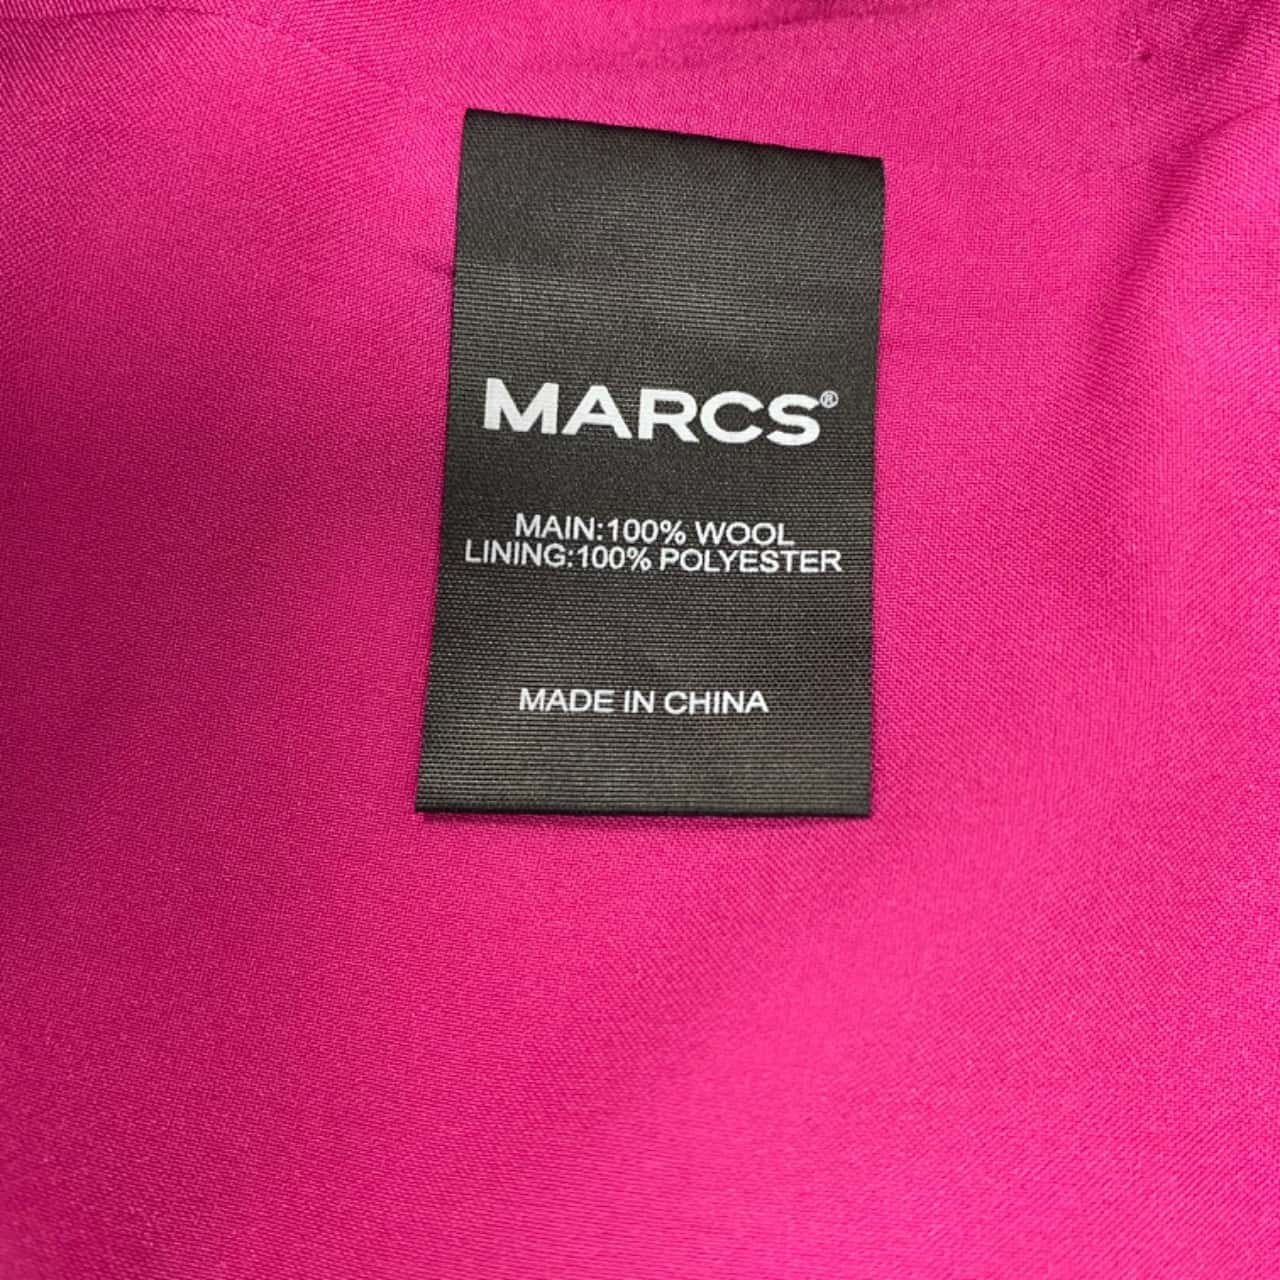 MARCS®
MAIN:100% WOOL
LINING:100% POLYESTER
MADE IN CHINA